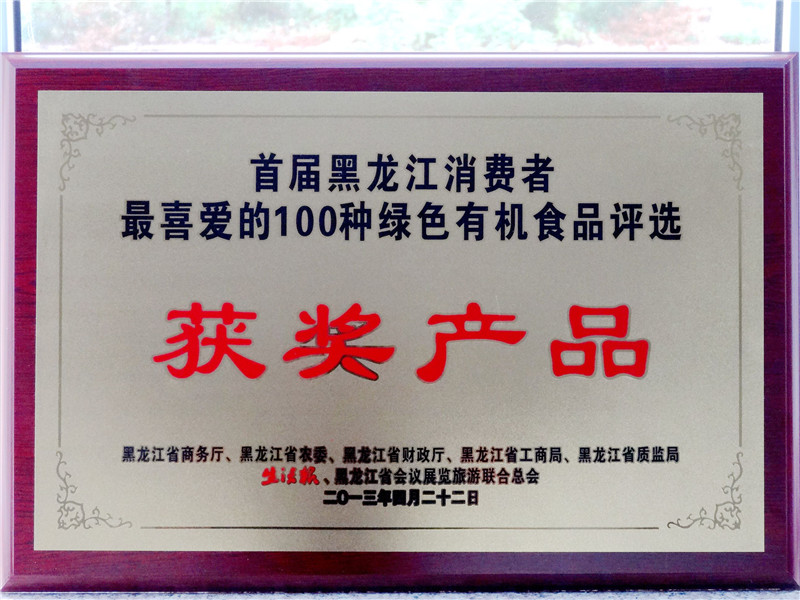 首届黑龙江消费者
最喜爱的100种绿色有机食品评选
获奖产品
黑龙江省商务厅、黑龙江省农委、黑龙江省财政厅、黑龙江省工商局、黑龙江省质监局
生活报、黑龙江省会议展览旅游联合总会
二〇一三年四月二十二日